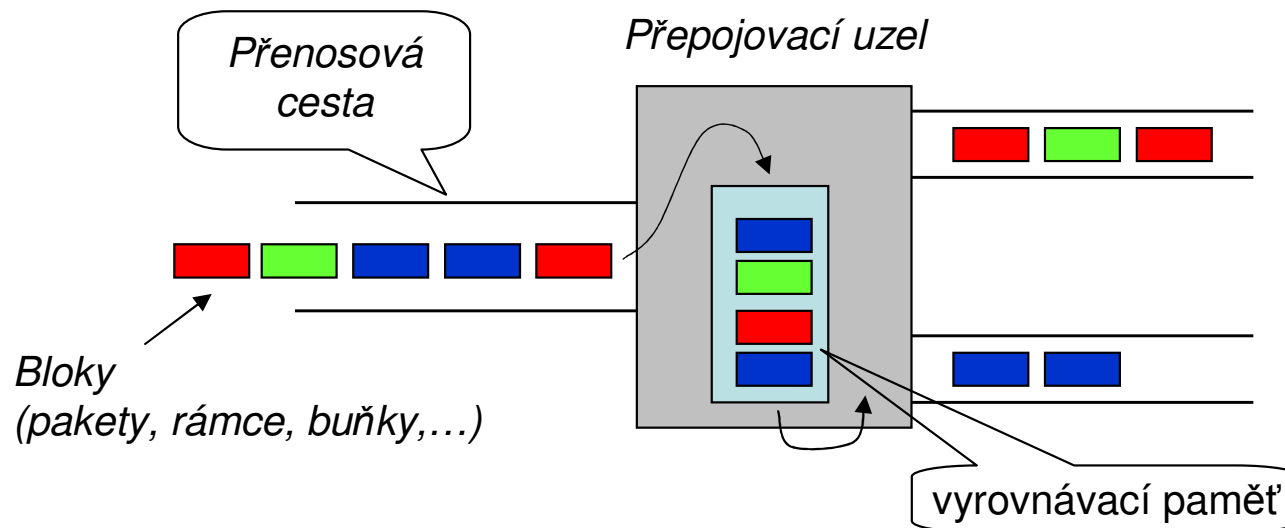 Přenosová
cesta
Přepojovací uzel
Bloky
(pakety, rámce, buňky,…)
vyrovnávací paměť